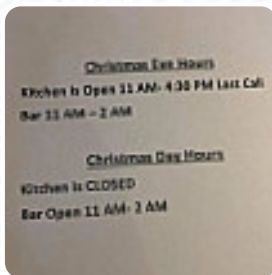 Christmas Eve Hours
Kitchen is Open 11 AM- 4:30 PM Last Call
Bar 11 AM – 2 AM
Christmas Day Hours
Kitchen is CLOSED
Bar Open 11 AM- 2 AM